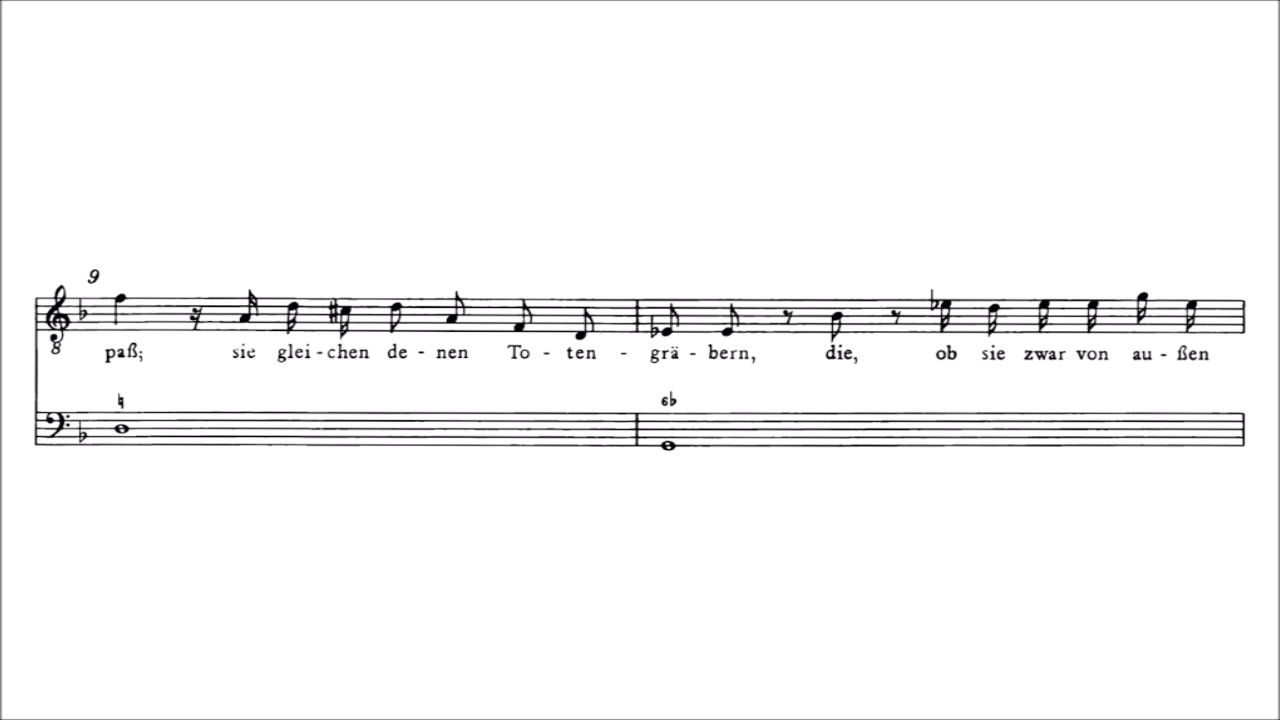 9
8
paß; sie glei - chen de - nen To - ten - grä - bern, die, ob sie zwar von au - ßen
♮ 6♭